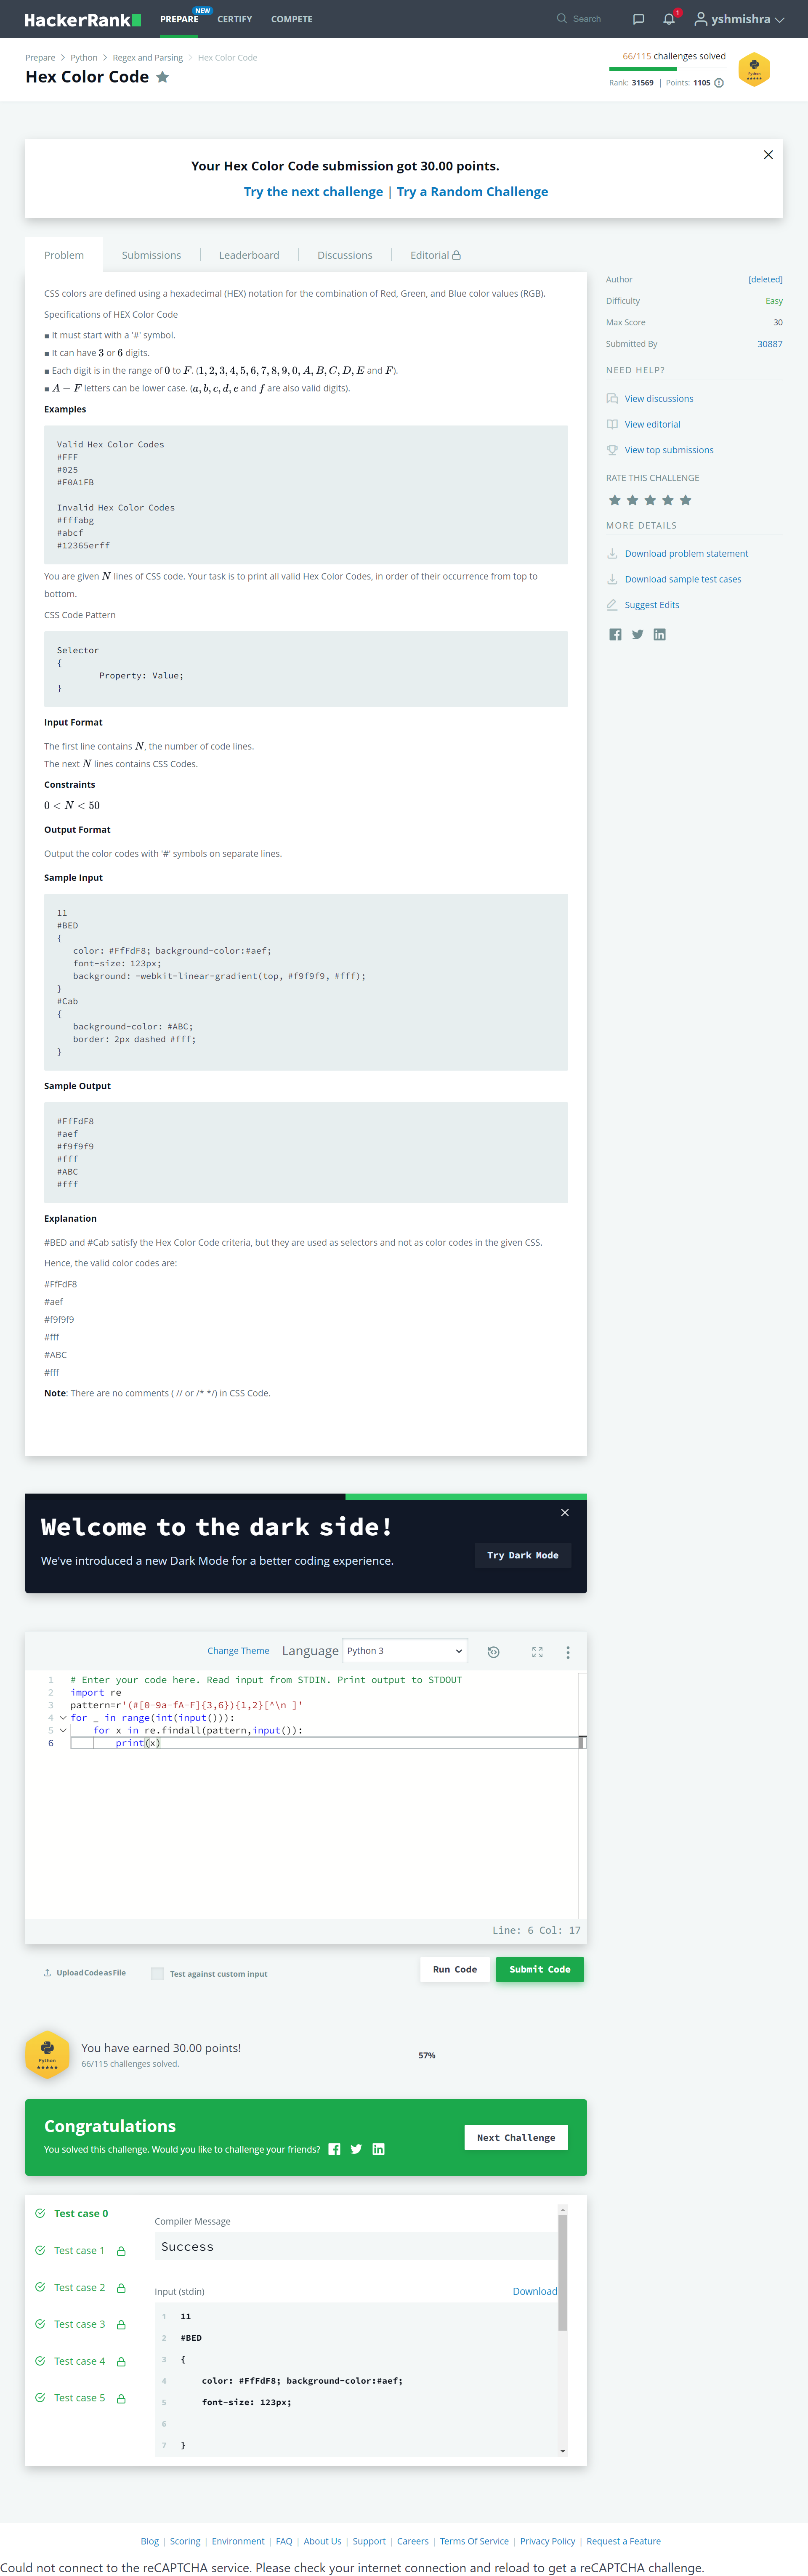 HackerRank
PREPARE
NEW
CERTIFY
COMPETE
Search
1
yshmishra
Prepare > Python > Regex and Parsing > Hex Color Code
Hex Color Code
66/115 challenges solved
Rank: 31569 | Points: 1105
Python
Your Hex Color Code submission got 30.00 points.
Try the next challenge | Try a Random Challenge
Problem
Submissions
Leaderboard
Discussions
Editorial
CSS colors are defined using a hexadecimal (HEX) notation for the combination of Red, Green, and Blue color values (RGB).
Specifications of HEX Color Code
■ It must start with a '#' symbol.
■ It can have 3 or 6 digits.
■ Each digit is in the range of 0 to F. (1, 2, 3, 4, 5, 6, 7, 8, 9, 0, A, B, C, D, E and F).
■ A − F letters can be lower case. (a, b, c, d, e and f are also valid digits).
Examples
Valid Hex Color Codes
#FFF
#025
#F0A1FB
Invalid Hex Color Codes
#fffabg
#abcf
#12365erff
You are given N lines of CSS code. Your task is to print all valid Hex Color Codes, in order of their occurrence from top to
bottom.
CSS Code Pattern
Selector
{
Property: Value;
}
Input Format
The first line contains N, the number of code lines.
The next N lines contains CSS Codes.
Constraints
0 < N < 50
Output Format
Output the color codes with '#' symbols on separate lines.
Sample Input
11
#BED
{
color: #FfFdF8; background-color:#aef;
font-size: 123px;
background: -webkit-linear-gradient(top, #f9f9f9, #fff);
}
#Cab
{
background-color: #ABC;
border: 2px dashed #fff;
}
Sample Output
#FfFdF8
#aef
#f9f9f9
#fff
#ABC
#fff
Explanation
#BED and #Cab satisfy the Hex Color Code criteria, but they are used as selectors and not as color codes in the given CSS.
Hence, the valid color codes are:
#FfFdF8
#aef
#f9f9f9
#fff
#ABC
#fff
Note: There are no comments ( // or /* */) in CSS Code.
Author [deleted]
Difficulty Easy
Max Score 30
Submitted By 30887
NEED HELP?
View discussions
View editorial
View top submissions
RATE THIS CHALLENGE
MORE DETAILS
Download problem statement
Download sample test cases
Suggest Edits
Welcome to the dark side!
We've introduced a new Dark Mode for a better coding experience.
Try Dark Mode
Change Theme
Language
Python 3
1 # Enter your code here. Read input from STDIN. Print output to STDOUT
2 import re
3 pattern=r'(#[0-9a-fA-F]{3,6}){1,2}[^\n ]'
4 for _ in range(int(input())):
5 for x in re.findall(pattern,input()):
6 print(x)
Line: 6 Col: 17
Upload Code as File
Test against custom input
Run Code
Submit Code
Python
You have earned 30.00 points!
66/115 challenges solved.
57%
Congratulations
You solved this challenge. Would you like to challenge your friends?
Next Challenge
Test case 0
Test case 1
Test case 2
Test case 3
Test case 4
Test case 5
Compiler Message
Success
Input (stdin)
Download
1 11
2 #BED
3 {
4 color: #FfFdF8; background-color:#aef;
5 font-size: 123px;
6
7 }
Blog | Scoring | Environment | FAQ | About Us | Support | Careers | Terms Of Service | Privacy Policy | Request a Feature
Could not connect to the reCAPTCHA service. Please check your internet connection and reload to get a reCAPTCHA challenge.